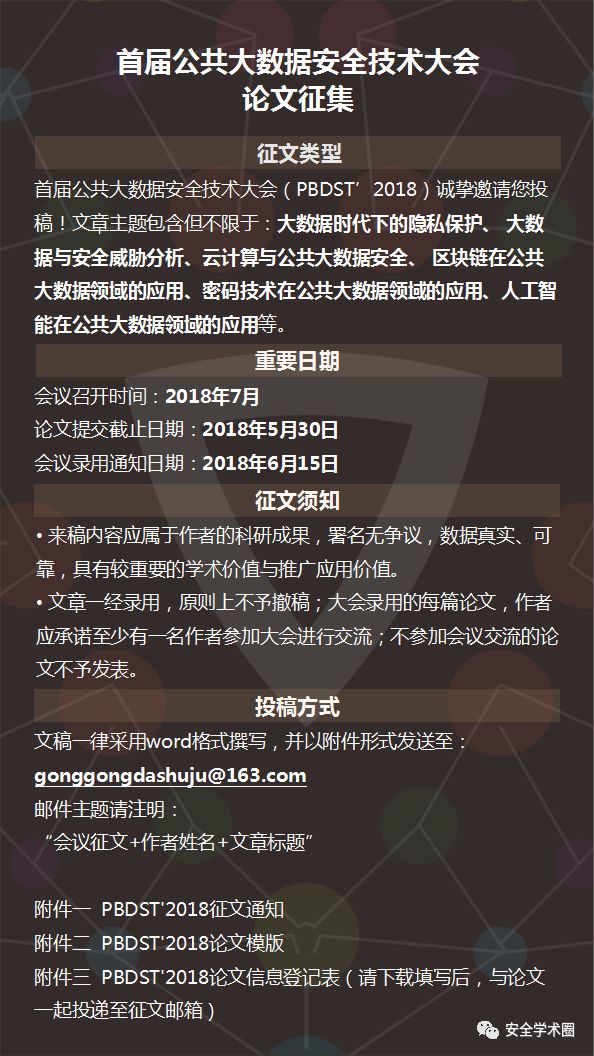 首届公共大数据安全技术大会
论文征集
征文类型
首届公共大数据安全技术大会（PBDST’2018）诚挚邀请您投
稿！文章主题包含但不限于：大数据时代下的隐私保护、 大数
据与安全威胁分析、云计算与公共大数据安全、 区块链在公共
大数据领域的应用、密码技术在公共大数据领域的应用、人工智
能在公共大数据领域的应用等。
重要日期
会议召开时间：2018年7月
论文提交截止日期：2018年5月30日
会议录用通知日期：2018年6月15日
征文须知
• 来稿内容应属于作者的科研成果，署名无争议，数据真实、可
靠，具有较重要的学术价值与推广应用价值。
• 文章一经录用，原则上不予撤稿；大会录用的每篇论文，作者
应承诺至少有一名作者参加大会进行交流；不参加会议交流的论
文不予发表。
投稿方式
文稿一律采用word格式撰写，并以附件形式发送至：
gonggongdashuju@163.com
邮件主题请注明：
“会议征文+作者姓名+文章标题”
附件一 PBDST'2018征文通知
附件二 PBDST'2018论文模版
附件三 PBDST'2018论文信息登记表（请下载填写后，与论文
一起投递至征文邮箱）
安全学术圈